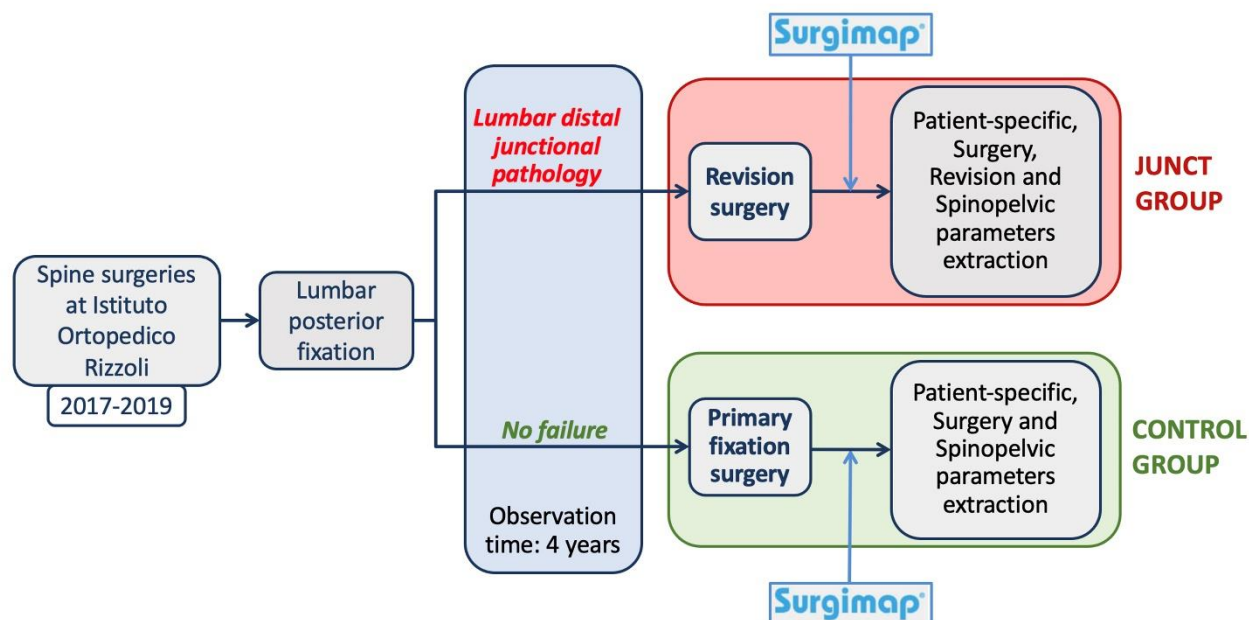 Surgimap®
Lumbar distal
junctional
pathology
Revision
surgery
Patient-specific,
Surgery,
Revision and
Spinopelvic
parameters
extraction
JUNCT
GROUP
Spine surgeries
at Istituto
Ortopedico
Rizzoli
2017-2019
Lumbar
posterior
fixation
No failure
Observation
time: 4 years
Primary
fixation
surgery
Patient-specific,
Surgery and
Spinopelvic
parameters
extraction
CONTROL
GROUP
Surgimap®